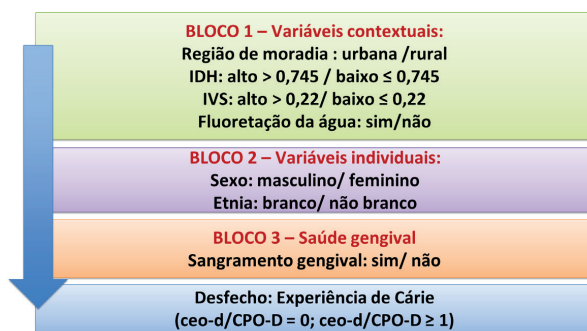 BLOCO 1 – Variáveis contextuais:
Região de moradia : urbana /rural
IDH: alto > 0,745 / baixo ≤ 0,745
IVS: alto > 0,22/ baixo ≤ 0,22
Fluoretação da água: sim/não
BLOCO 2 – Variáveis individuais:
Sexo: masculino/ feminino
Etnia: branco/ não branco
BLOCO 3 – Saúde gengival
Sangramento gengival: sim/ não
Desfecho: Experiência de Cárie
(ceo-d/CPO-D = 0; ceo-d/CPO-D ≥ 1)